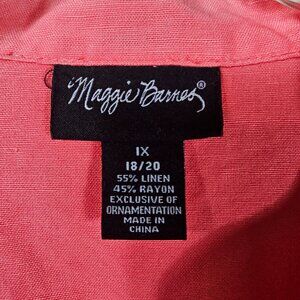 Maggie Barnes®
1X
18/20
55% LINEN
45% RAYON
EXCLUSIVE OF
ORNAMENTATION
MADE IN
CHINA